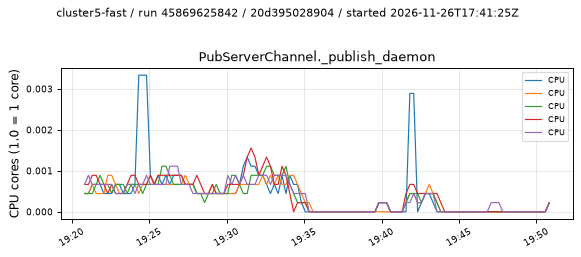 cluster5-fast / run 45869625842 / 20d395028904 / started 2026-11-26T17:41:25Z
PubServerChannel._publish_daemon
CPU cores (1.0 = 1 core)
0.003
0.002
0.001
0.000
CPU
CPU
CPU
CPU
CPU
19:20
19:25
19:30
19:35
19:40
19:45
19:50